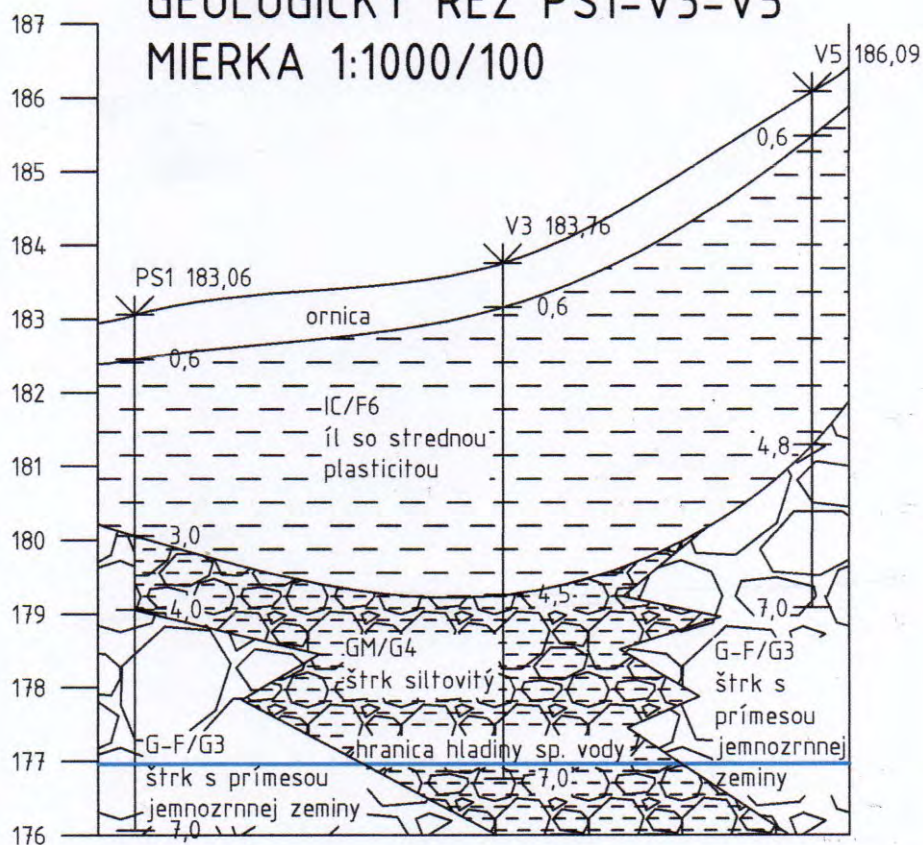 GEOLOGICKÝ REZ PS1-V3-V5
MIERKA 1:1000/100
187
186
185
184
183
182
181
180
179
178
177
176
V5 186,09
0,6
V3 183,76
PS1 183,06
ornica
0,6
0,6
IC/F6
íl so strednou
plasticitou
4,8
3,0
4,5
7,0
4,0
GM/G4
štrk siltovitý
G-F/G3
štrk s
prímesou
jemnozrnnej
zeminy
G-F/G3
štrk s prímesou
jemnozrnnej zeminy
hranica hladiny sp. vody
7,0
7,0